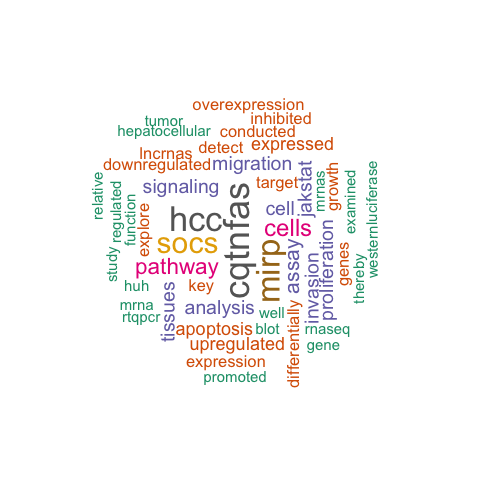 overexpression
tumor
inhibited
hepatocellular
conducted
detect
expressed
lncrnas
downregulated
migration
relative
regulated
function
signaling
target
jakstat
mrnas
growth
examined
westernluciferase
explore
hcc
cqtnfas
cell
cells
socs
mirp
assay
study
pathway
invasion
proliferation
genes
thereby
huh
tissues
key
mrna
rtqpcr
analysis
well
differentially
apoptosis
blot
rnaseq
upregulated
gene
expression
promoted